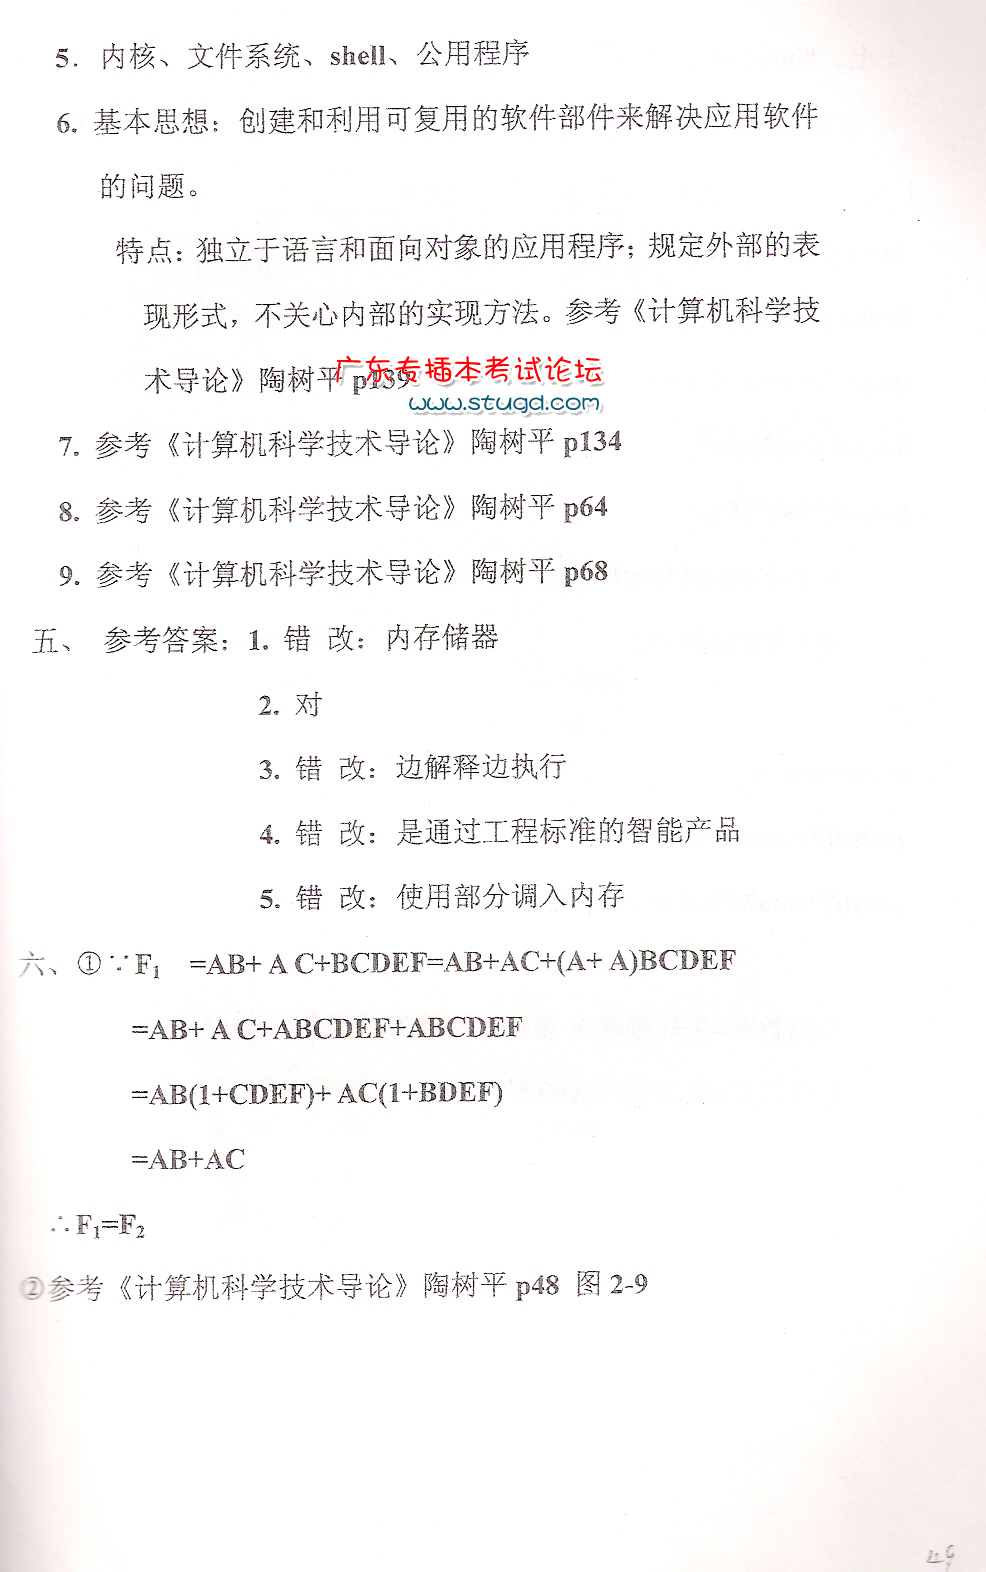 5. 内核、文件系统、shell、公用程序
6. 基本思想：创建和利用可复用的软件部件来解决应用软件
的问题。
特点：独立于语言和面向对象的应用程序；规定外部的表
现形式，不关心内部的实现方法。参考《计算机科学技
术导论》陶树平 p139
广东专插本考试论坛
www.stugd.com
7. 参考《计算机科学技术导论》陶树平 p134
8. 参考《计算机科学技术导论》陶树平 p64
9. 参考《计算机科学技术导论》陶树平 p68
五、 参考答案：1. 错 改：内存储器
2. 对
3. 错 改：边解释边执行
4. 错 改：是通过工程标准的智能产品
5. 错 改：使用部分调入内存
六、①∵F₁ =AB+ A C+BCDEF=AB+AC+(A+ A)BCDEF
=AB+ A C+ABCDEF+ABCDEF
=AB(1+CDEF)+ AC(1+BDEF)
=AB+AC
∴F₁=F₂
②参考《计算机科学技术导论》陶树平 p48 图 2-9